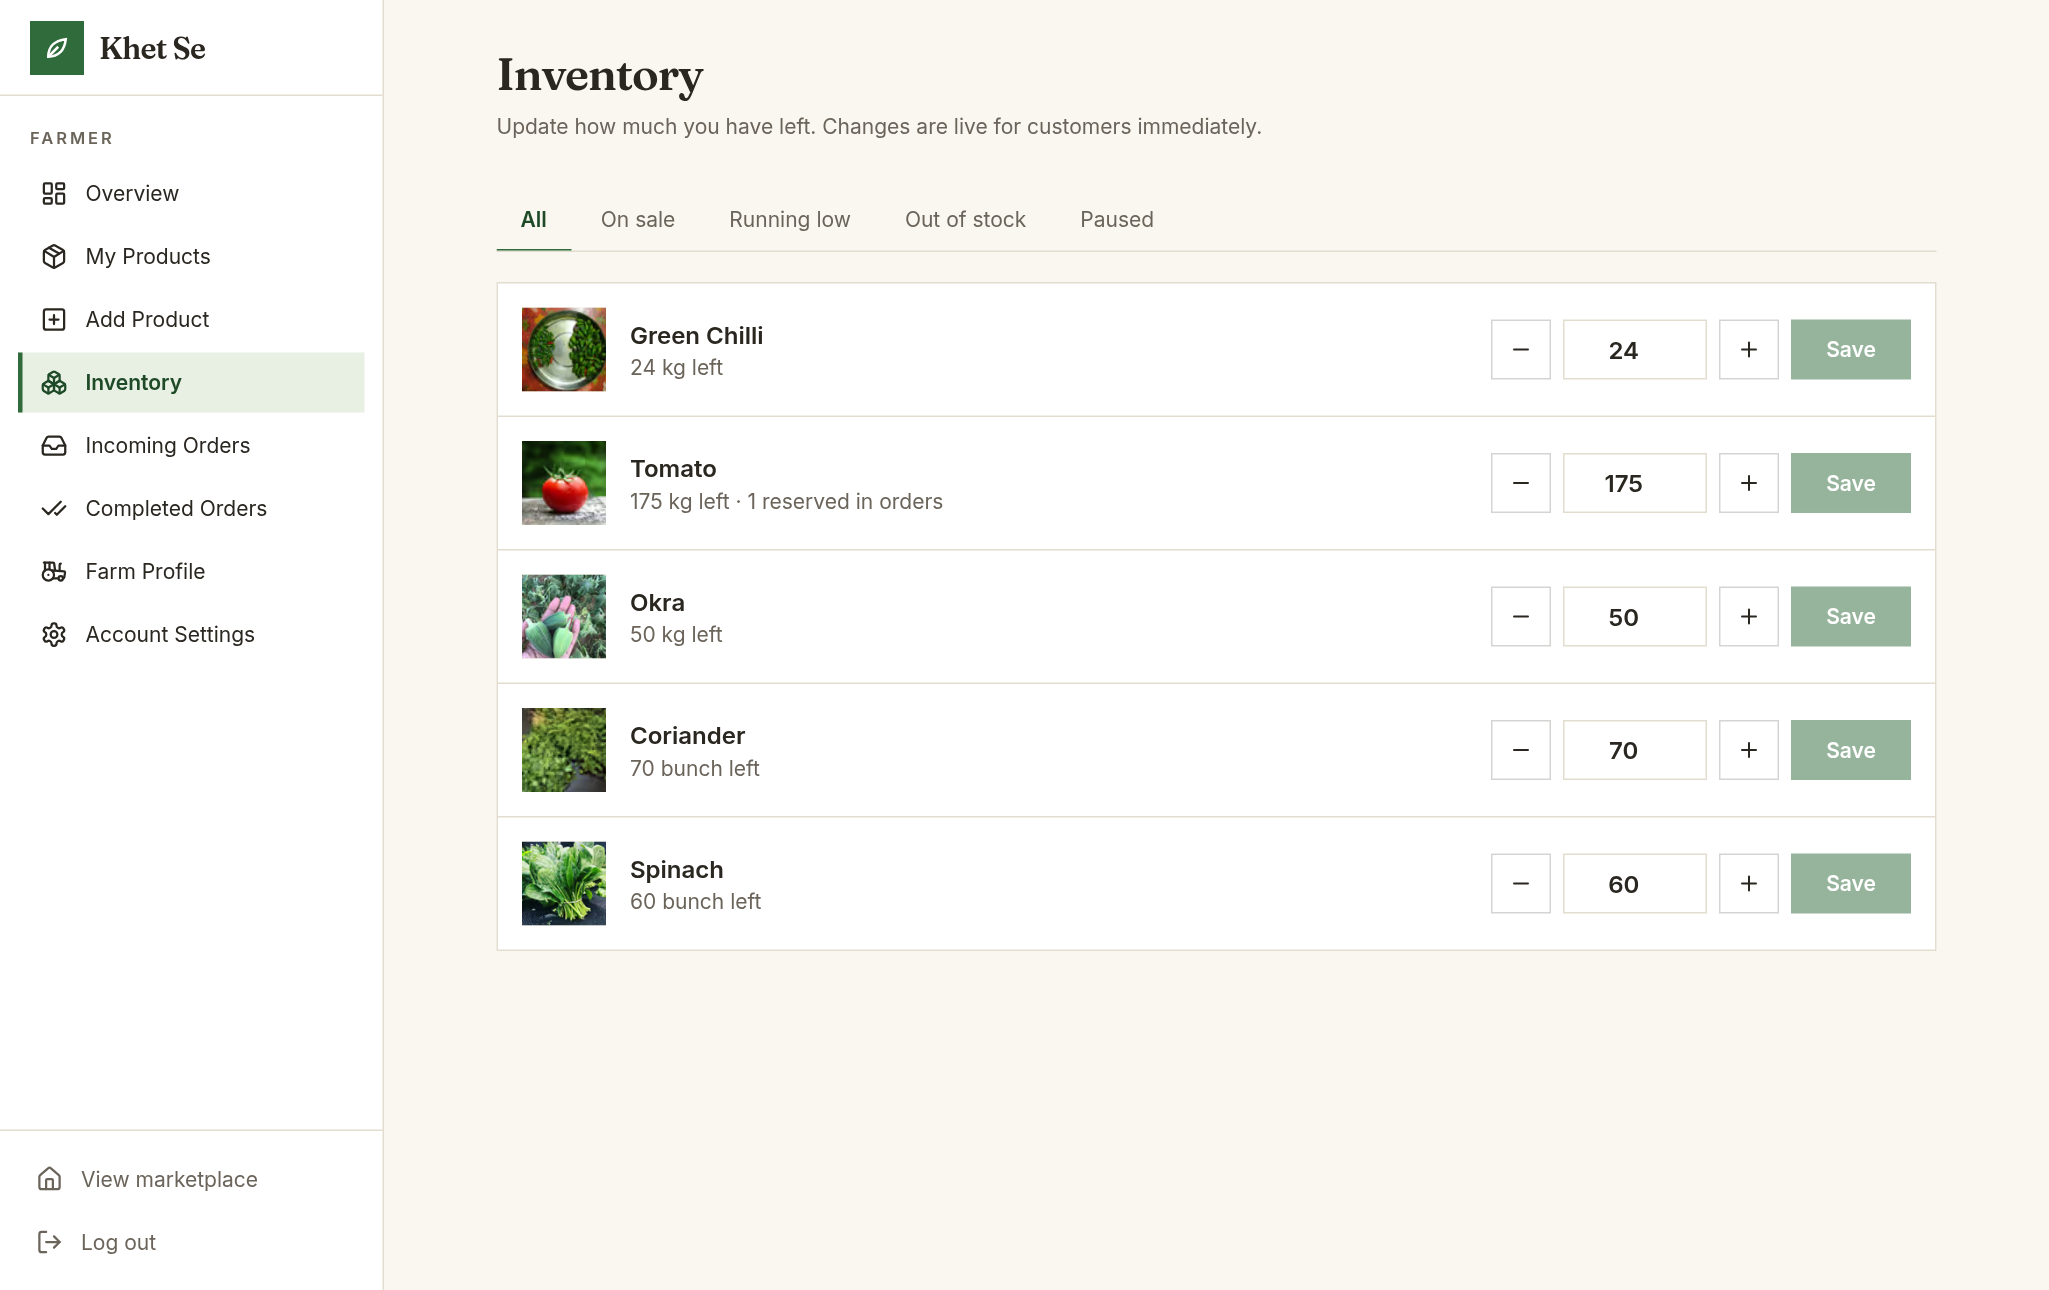 Khet Se
FARMER
Overview
My Products
Add Product
Inventory
Incoming Orders
Completed Orders
Farm Profile
Account Settings
View marketplace
Log out
Inventory
Update how much you have left. Changes are live for customers immediately.
All On sale Running low Out of stock Paused
Green Chilli
24 kg left
24 Save
Tomato
175 kg left · 1 reserved in orders
175 Save
Okra
50 kg left
50 Save
Coriander
70 bunch left
70 Save
Spinach
60 bunch left
60 Save